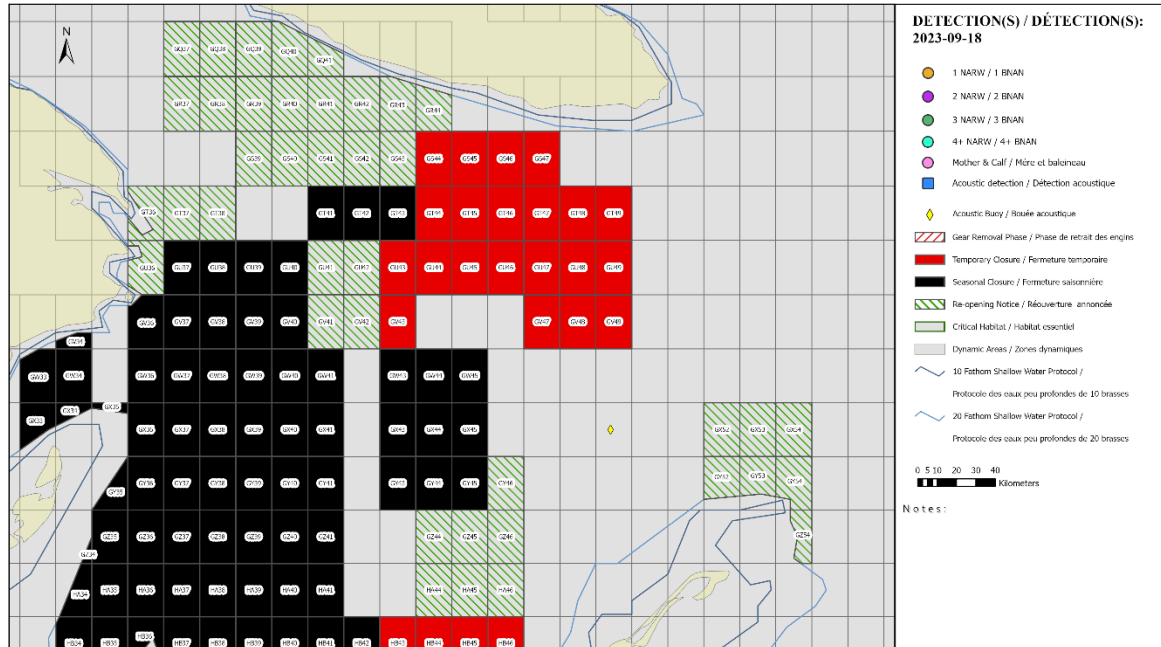 N
GQ37 GQ38 GQ39 GQ40 GQ41
GR37 GR38 GR39 GR40 GR41 GR42 GR43 GR44
GS39 GS40 GS41 GS42 GS43 GS44 GS45 GS46 GS47
GT36 GT37 GT38 GT41 GT42 GT43 GT44 GT45 GT46 GT47 GT48 GT49
GU36 GU37 GU38 GU39 GU40 GU41 GU42 GU43 GU44 GU45 GU46 GU47 GU48 GU49
GV36 GV37 GV38 GV39 GV40 GV41 GV42 GV43 GV47 GV48 GV49
GV34
GW33 GW34 GW36 GW37 GW38 GW39 GW40 GW41 GW43 GW44 GW45
GX33 GX34 GX35 GX36 GX37 GX38 GX39 GX40 GX41 GX43 GX44 GX45 GX52 GX53 GX54
GY35 GY36 GY37 GY38 GY39 GY40 GY41 GY43 GY44 GY45 GY46 GY52 GY53 GY54
GZ34 GZ35 GZ36 GZ37 GZ38 GZ39 GZ40 GZ41 GZ44 GZ45 GZ46 GZ54
HA34 HA35 HA36 HA37 HA38 HA39 HA40 HA41 HA44 HA45 HA46
HB34 HB35 HB36 HB37 HB38 HB39 HB40 HB41 HB42 HB43 HB44 HB45 HB46
DETECTION(S) / DÉTECTION(S):
2023-09-18
1 NARW / 1 BNAN
2 NARW / 2 BNAN
3 NARW / 3 BNAN
4+ NARW / 4+ BNAN
Mother & Calf / Mère et baleineau
Acoustic detection / Détection acoustique
Acoustic Buoy / Bouée acoustique
Gear Removal Phase / Phase de retrait des engins
Temporary Closure / Fermeture temporaire
Seasonal Closure / Fermeture saisonnière
Re-opening Notice / Réouverture annoncée
Critical Habitat / Habitat essentiel
Dynamic Areas / Zones dynamiques
10 Fathom Shallow Water Protocol /
Protocole des eaux peu profondes de 10 brasses
20 Fathom Shallow Water Protocol /
Protocole des eaux peu profondes de 20 brasses
0 5 10 20 30 40
Kilometers
Notes: